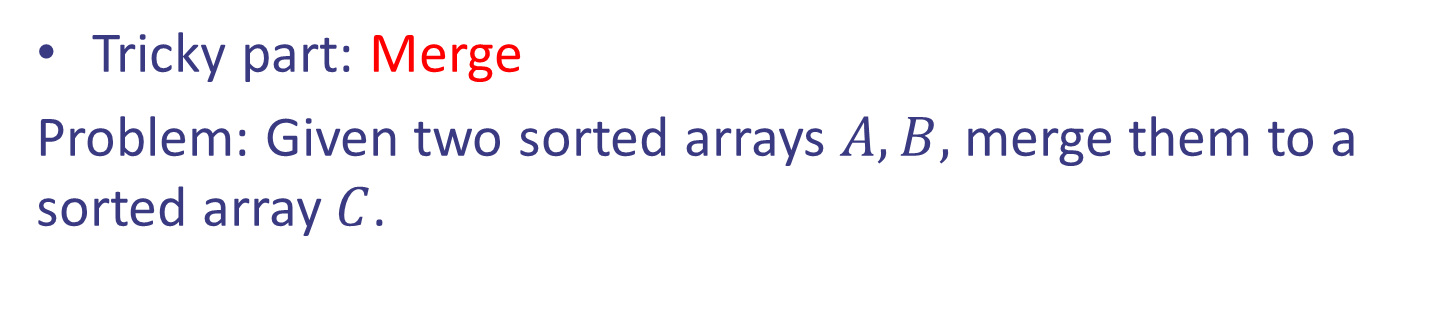 • Tricky part: Merge
Problem: Given two sorted arrays A, B, merge them to a
sorted array C.